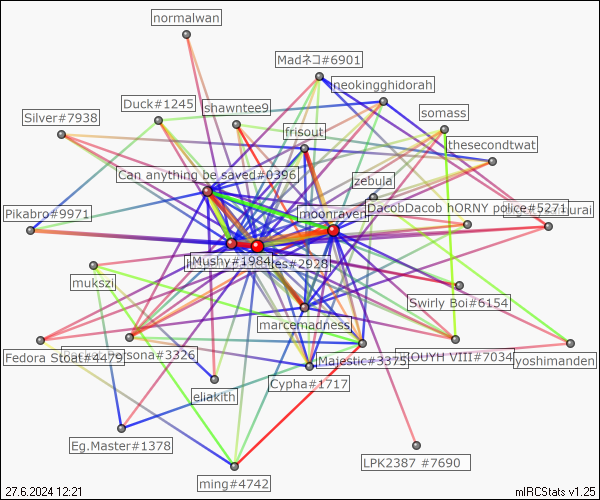 normalwan
Madネコ#6901
neokingghidorah
Duck#1245
shawntee9
Silver#7938
somass
frisout
thesecondtwat
Can anything be saved#0396
zebula
DacobDacob hORNY police#5271
urai
Pikabro#9971
moonraven
Mushy#1984
es#2928
mukszi
Swirly Boi#6154
marcemadness
Fedora Stoat#4479
sona#3326
Majestic#3375
ROUYH VIII#7034
yoshimanden
Cypha#1717
eliakith
Eg.Master#1378
LPK2387 #7690
ming#4742
27.6.2024 12:21
mIRCStats v1.25